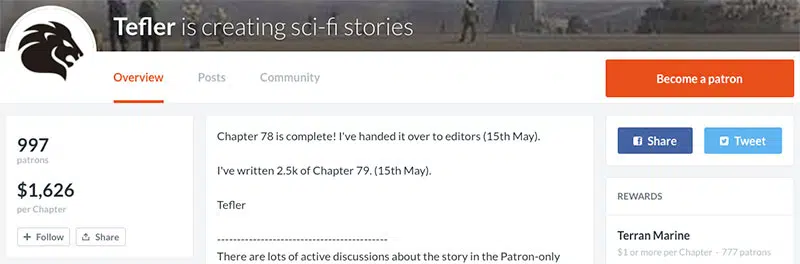 Tefler is creating sci-fi stories
Overview
Posts
Community
Become a patron
997
patrons
$1,626
per Chapter
Follow
Share
Chapter 78 is complete! I've handed it over to editors (15th May).
I've written 2.5k of Chapter 79. (15th May).
Tefler
-------------------------------------------
There are lots of active discussions about the story in the Patron-only
Share
Tweet
REWARDS
Terran Marine
$1 or more per Chapter - 777 patrons